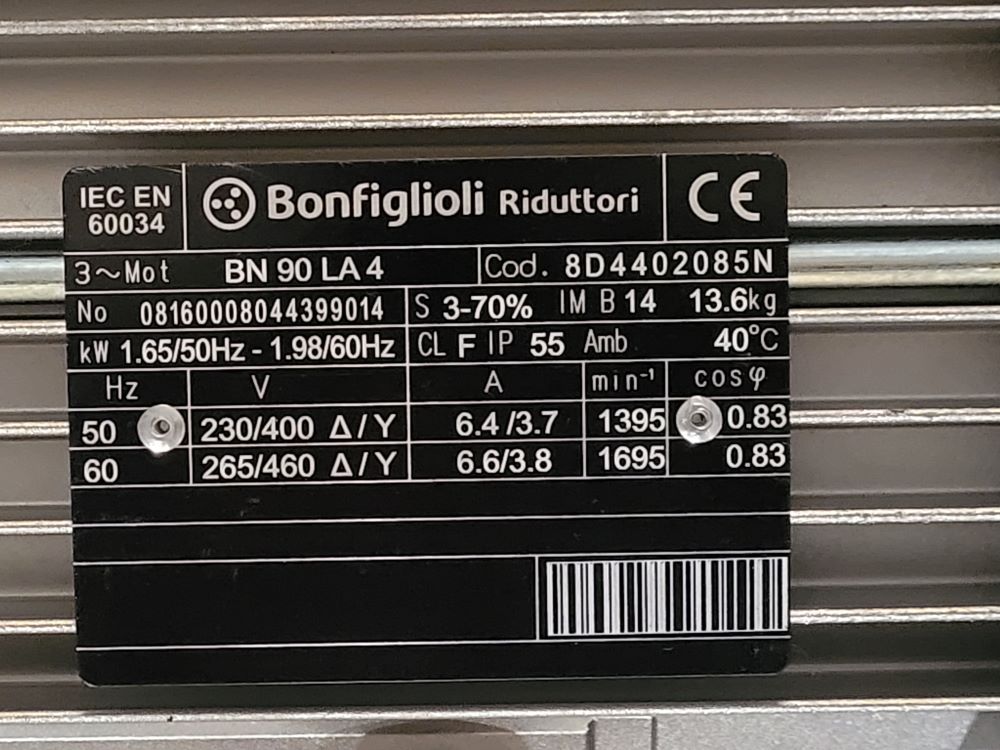 IEC EN
60034
Bonfiglioli Riduttori
CE
3~Mot BN 90 LA 4 Cod. 8D4402085N
No 08160008044399014 S 3-70% IM B 14 13.6kg
kW 1.65/50Hz - 1.98/60Hz CL F IP 55 Amb 40°C
Hz V A min⁻¹ cosφ
50 230/400 Δ/Y 6.4/3.7 1395 0.83
60 265/460 Δ/Y 6.6/3.8 1695 0.83